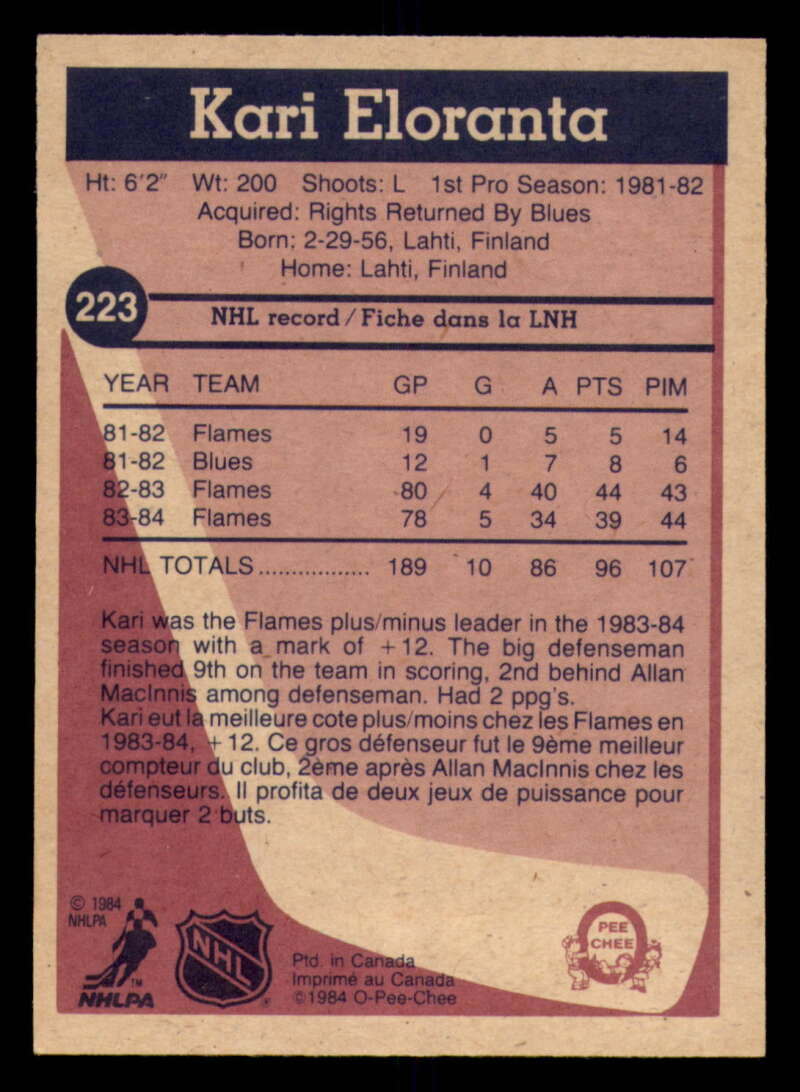 Kari Eloranta
Ht: 6'2" Wt: 200 Shoots: L 1st Pro Season: 1981-82
Acquired: Rights Returned By Blues
Born: 2-29-56, Lahti, Finland
Home: Lahti, Finland
223
NHL record / Fiche dans la LNH
YEAR TEAM GP G A PTS PIM
81-82 Flames 19 0 5 5 14
81-82 Blues 12 1 7 8 6
82-83 Flames 80 4 40 44 43
83-84 Flames 78 5 34 39 44
NHL TOTALS................. 189 10 86 96 107
Kari was the Flames plus/minus leader in the 1983-84
season with a mark of +12. The big defenseman
finished 9th on the team in scoring, 2nd behind Allan
MacInnis among defenseman. Had 2 ppg's.
Kari eut la meilleure cote plus/moins chez les Flames en
1983-84, +12. Ce gros défenseur fut le 9ème meilleur
compteur du club, 2ème après Allan MacInnis chez les
défenseurs. Il profita de deux jeux de puissance pour
marquer 2 buts.
© 1984
NHLPA
TM
NHLPA
NHL
®
Ptd. in Canada
Imprimé au Canada
©1984 O-Pee-Chee
PEE
CHEE